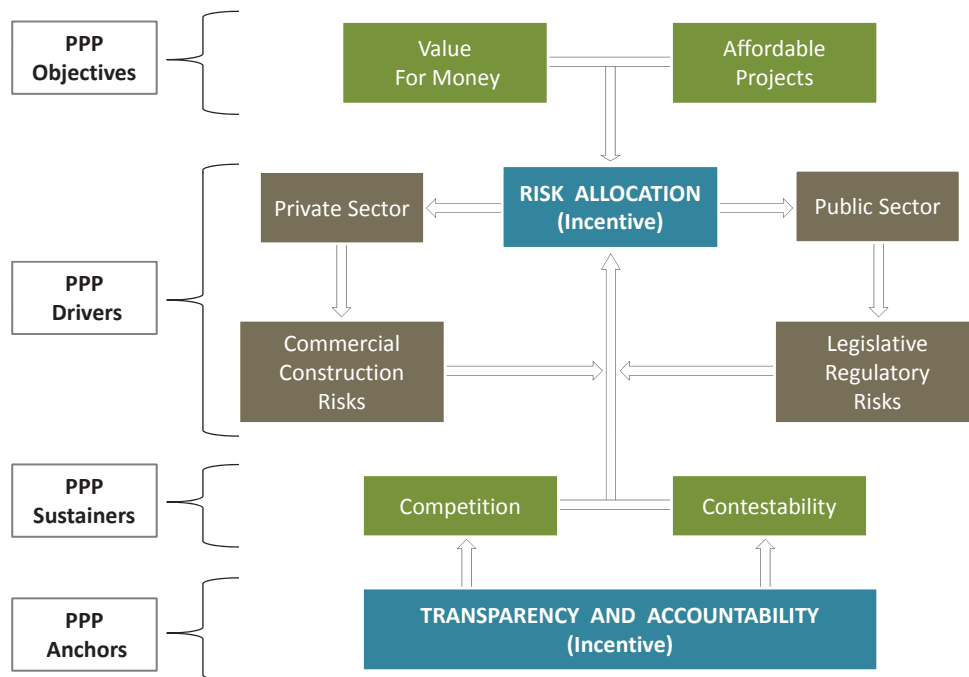 PPP
Objectives
Value
For Money
Affordable
Projects
PPP
Drivers
Private Sector
RISK ALLOCATION
(Incentive)
Public Sector
Commercial
Construction
Risks
Legislative
Regulatory
Risks
PPP
Sustainers
Competition
Contestability
PPP
Anchors
TRANSPARENCY AND ACCOUNTABILITY
(Incentive)